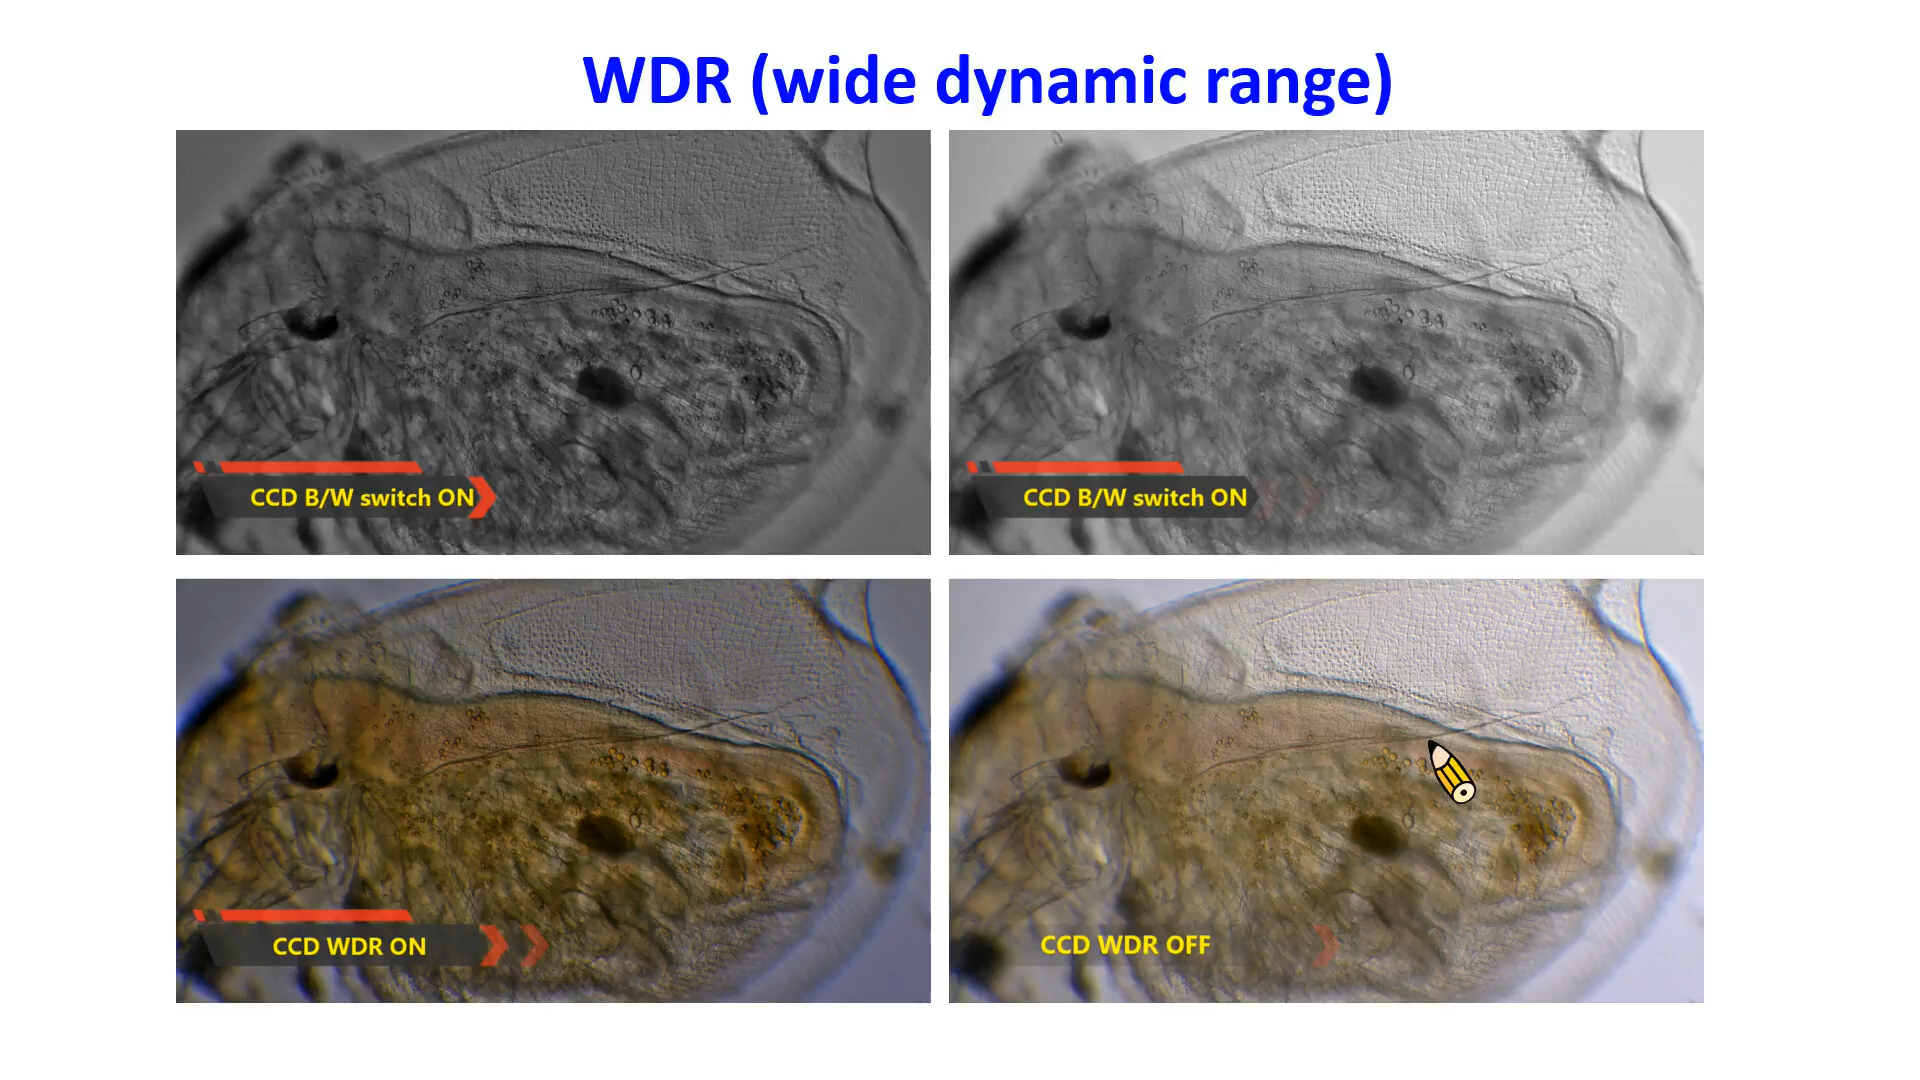 WDR (wide dynamic range)
CCD B/W switch ON
CCD B/W switch ON
CCD WDR ON
CCD WDR OFF